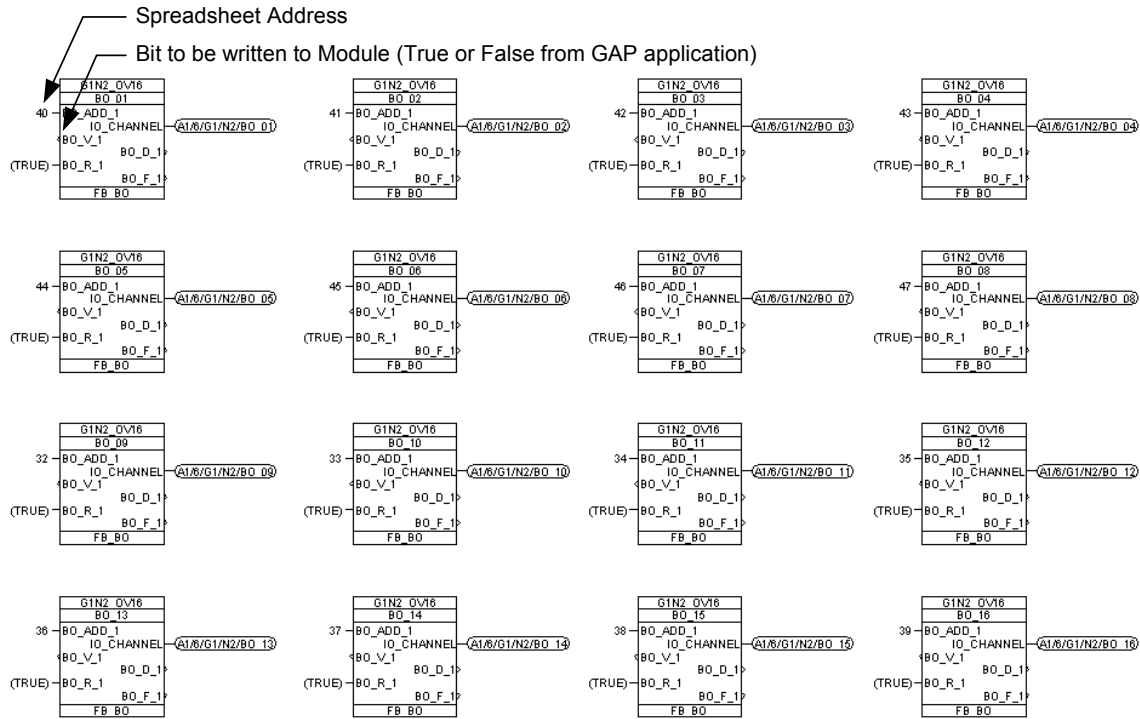 Spreadsheet Address
Bit to be written to Module (True or False from GAP application)
G1N2_OV16 G1N2_OV16 G1N2_OV16 G1N2_OV16
BO_01 BO_02 BO_03 BO_04
40 _ADD_1 41 BO_ADD_1 42 BO_ADD_1 43 BO_ADD_1
IO_CHANNEL A1/6/G1/N2/BO_01 IO_CHANNEL A1/6/G1/N2/BO_02 IO_CHANNEL A1/6/G1/N2/BO_03 IO_CHANNEL A1/6/G1/N2/BO_04
BO_V_1 BO_V_1 BO_V_1 BO_V_1
BO_D_1 BO_D_1 BO_D_1 BO_D_1
(TRUE) BO_R_1 (TRUE) BO_R_1 (TRUE) BO_R_1 (TRUE) BO_R_1
BO_F_1 BO_F_1 BO_F_1 BO_F_1
FB_BO FB_BO FB_BO FB_BO
G1N2_OV16 G1N2_OV16 G1N2_OV16 G1N2_OV16
BO_05 BO_06 BO_07 BO_08
44 BO_ADD_1 45 BO_ADD_1 46 BO_ADD_1 47 BO_ADD_1
IO_CHANNEL A1/6/G1/N2/BO_05 IO_CHANNEL A1/6/G1/N2/BO_06 IO_CHANNEL A1/6/G1/N2/BO_07 IO_CHANNEL A1/6/G1/N2/BO_08
BO_V_1 BO_V_1 BO_V_1 BO_V_1
BO_D_1 BO_D_1 BO_D_1 BO_D_1
(TRUE) BO_R_1 (TRUE) BO_R_1 (TRUE) BO_R_1 (TRUE) BO_R_1
BO_F_1 BO_F_1 BO_F_1 BO_F_1
FB_BO FB_BO FB_BO FB_BO
G1N2_OV16 G1N2_OV16 G1N2_OV16 G1N2_OV16
BO_09 BO_10 BO_11 BO_12
32 BO_ADD_1 33 BO_ADD_1 34 BO_ADD_1 35 BO_ADD_1
IO_CHANNEL A1/6/G1/N2/BO_09 IO_CHANNEL A1/6/G1/N2/BO_10 IO_CHANNEL A1/6/G1/N2/BO_11 IO_CHANNEL A1/6/G1/N2/BO_12
BO_V_1 BO_V_1 BO_V_1 BO_V_1
BO_D_1 BO_D_1 BO_D_1 BO_D_1
(TRUE) BO_R_1 (TRUE) BO_R_1 (TRUE) BO_R_1 (TRUE) BO_R_1
BO_F_1 BO_F_1 BO_F_1 BO_F_1
FB_BO FB_BO FB_BO FB_BO
G1N2_OV16 G1N2_OV16 G1N2_OV16 G1N2_OV16
BO_13 BO_14 BO_15 BO_16
36 BO_ADD_1 37 BO_ADD_1 38 BO_ADD_1 39 BO_ADD_1
IO_CHANNEL A1/6/G1/N2/BO_13 IO_CHANNEL A1/6/G1/N2/BO_14 IO_CHANNEL A1/6/G1/N2/BO_15 IO_CHANNEL A1/6/G1/N2/BO_16
BO_V_1 BO_V_1 BO_V_1 BO_V_1
BO_D_1 BO_D_1 BO_D_1 BO_D_1
(TRUE) BO_R_1 (TRUE) BO_R_1 (TRUE) BO_R_1 (TRUE) BO_R_1
BO_F_1 BO_F_1 BO_F_1 BO_F_1
FB_BO FB_BO FB_BO FB_BO